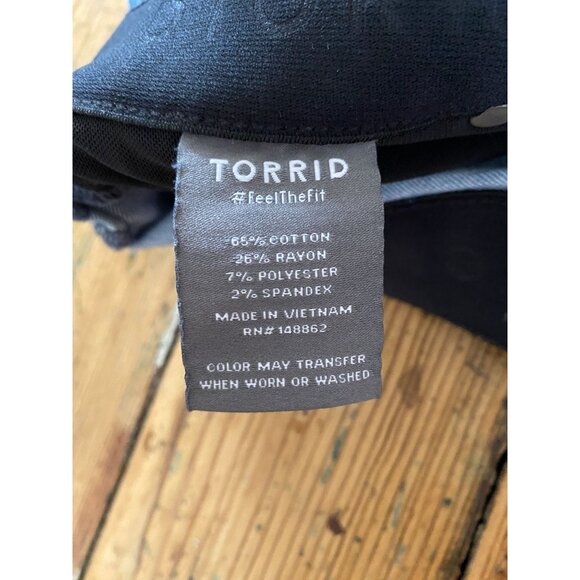 TORRID
#FeelTheFit
65% COTTON
26% RAYON
7% POLYESTER
2% SPANDEX
MADE IN VIETNAM
RN# 148862
COLOR MAY TRANSFER
WHEN WORN OR WASHED